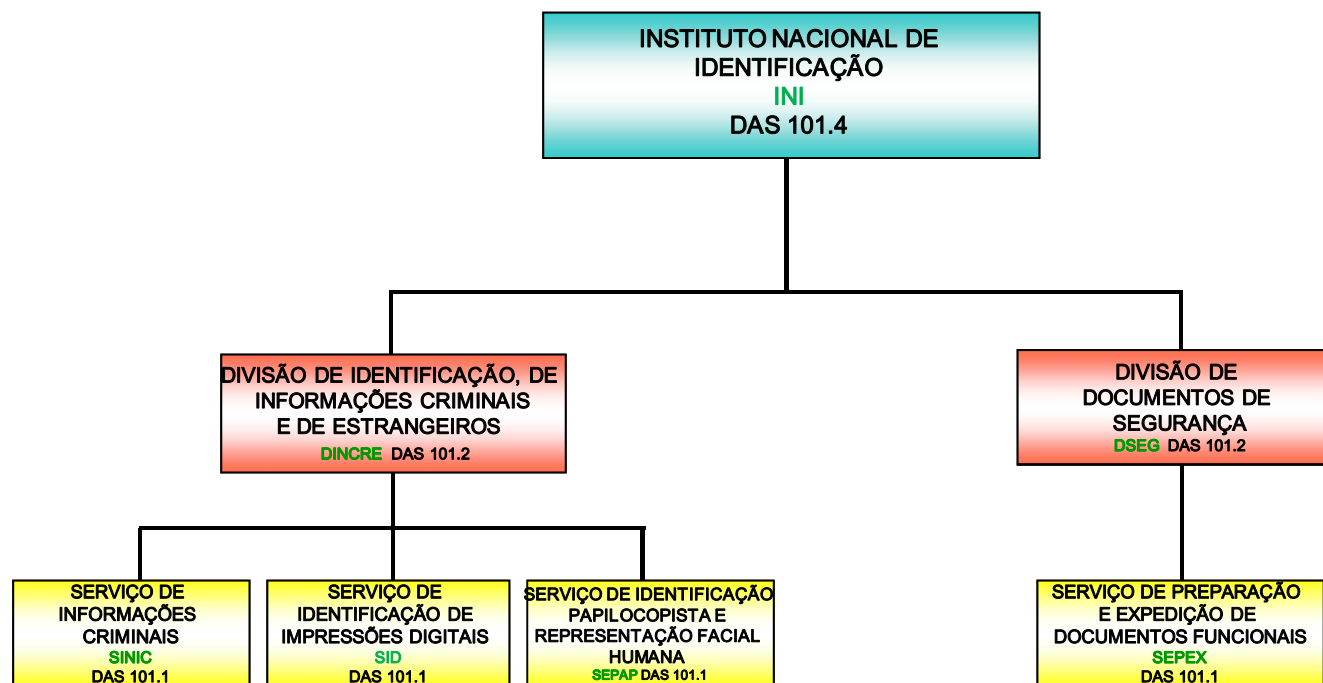 INSTITUTO NACIONAL DE
IDENTIFICAÇÃO
INI
DAS 101.4
DIVISÃO DE IDENTIFICAÇÃO, DE
INFORMAÇÕES CRIMINAIS
E DE ESTRANGEIROS
DINCRE DAS 101.2
DIVISÃO DE
DOCUMENTOS DE
SEGURANÇA
DSEG DAS 101.2
SERVIÇO DE
INFORMAÇÕES
CRIMINAIS
SINIC
DAS 101.1
SERVIÇO DE
IDENTIFICAÇÃO DE
IMPRESSÕES DIGITAIS
SID
DAS 101.1
SERVIÇO DE IDENTIFICAÇÃO
PAPILOCOPISTA E
REPRESENTAÇÃO FACIAL
HUMANA
SEPAP DAS 101.1
SERVIÇO DE PREPARAÇÃO
E EXPEDIÇÃO DE
DOCUMENTOS FUNCIONAIS
SEPEX
DAS 101.1